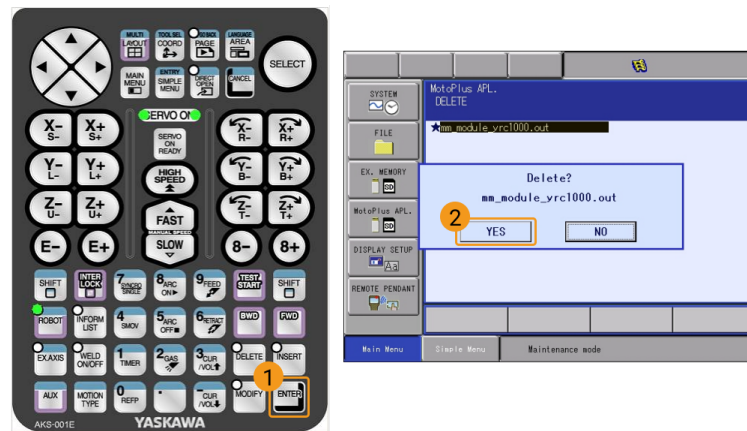 MULTI
LAYOUT
TOOL SEL
COORD
GO BACK
PAGE
LANGUAGE
AREA
SELECT
MAIN
MENU
ENTRY
SIMPLE
MENU
DIRECT
OPEN
CANCEL
SERVO ON
SERVO
ON
READY
X-
S-
X+
S+
X-
R-
X+
R+
Y-
L-
Y+
L+
HIGH
SPEED
Y-
B-
Y+
B+
Z-
U-
Z+
U+
FAST
MANUAL SPEED
SLOW
Z-
T-
Z+
T+
E-
E+
8-
8+
SHIFT
INTER
LOCK
7
SYNCRO
SINGLE
8 ARC
ON
9 FEED
TEST
START
SHIFT
ROBOT
INFORM
LIST
4
SMOV
5 ARC
OFF
6 RETRACT
BWD
FWD
EX.AXIS
WELD
ON/OFF
1
TIMER
2 GAS
3 CUR
/VOL
DELETE
INSERT
1
AUX
MOTION
TYPE
0
REFP
.
- CUR
/VOL
MODIFY
ENTER
AKS-001E
YASKAWA
SYSTEM
FILE
EX. MEMORY
SD
MotoPlus APL.
SD
DISPLAY SETUP
Aa
REMOTE PENDANT
MotoPlus APL.
DELETE
★mm_module_yrc1000.out
Delete?
mm_module_yrc1000.out
2
YES
NO
Main Menu
Simple Menu
Maintenance mode